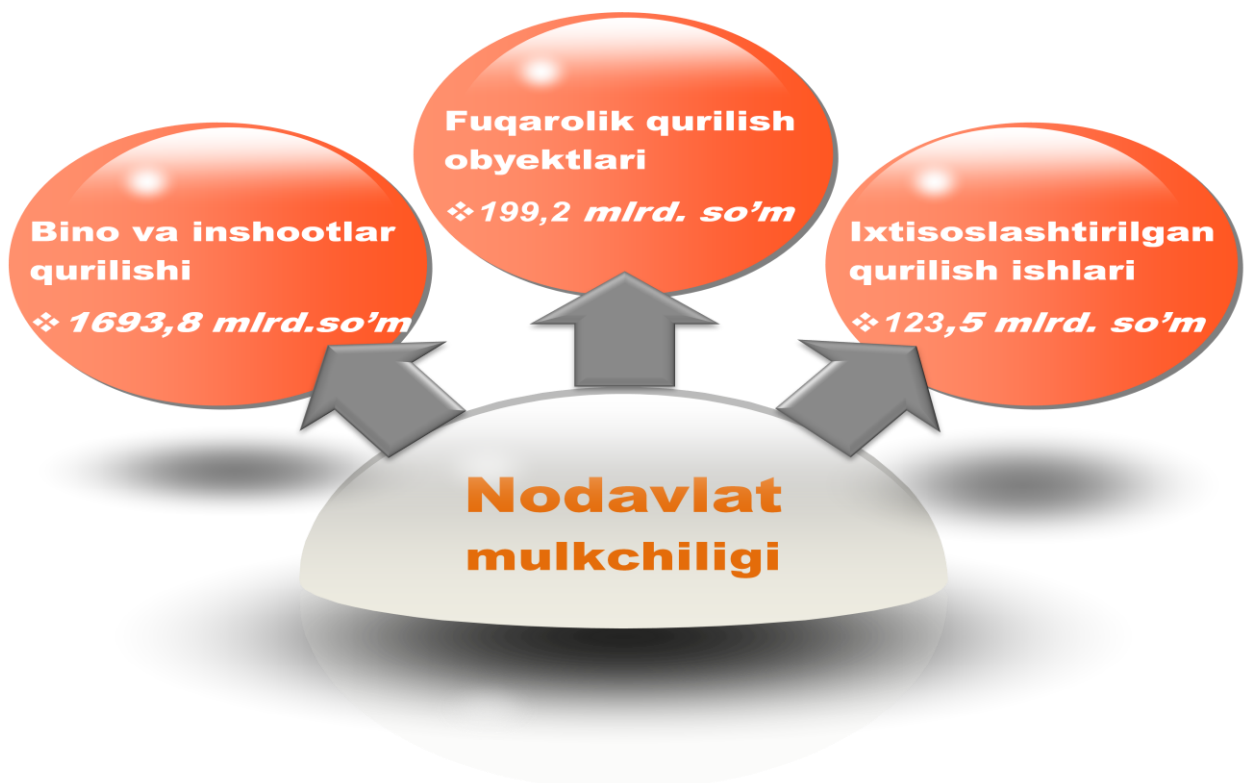 Fuqarolik qurilish
obyektlari
❖199,2 mlrd. so’m
Bino va inshootlar
qurilishi
❖1693,8 mlrd.so’m
Ixtisoslashtirilgan
qurilish ishlari
❖123,5 mlrd. so’m
Nodavlat
mulkchiligi